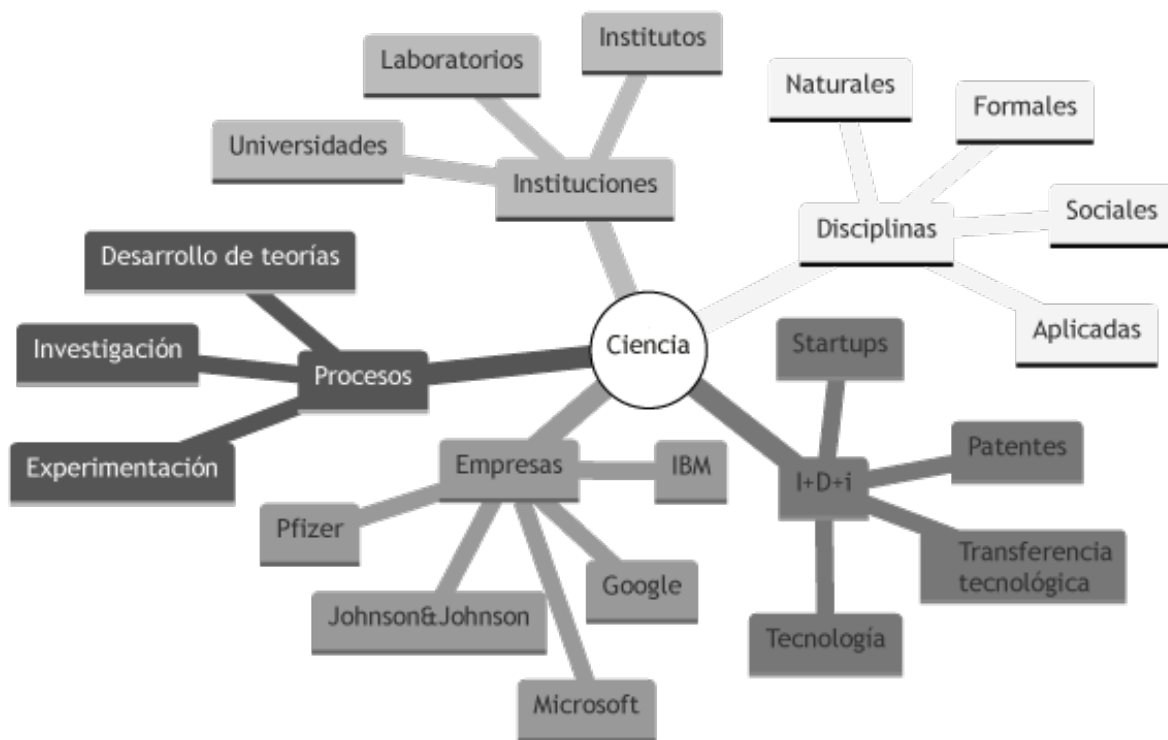 Institutos
Laboratorios
Universidades
Instituciones
Naturales
Formales
Sociales
Disciplinas
Aplicadas
Desarrollo de teorías
Investigación
Procesos
Experimentación
Ciencia
Startups
Patentes
I+D+i
Transferencia
tecnológica
Tecnología
Empresas
IBM
Pfizer
Google
Johnson&Johnson
Microsoft